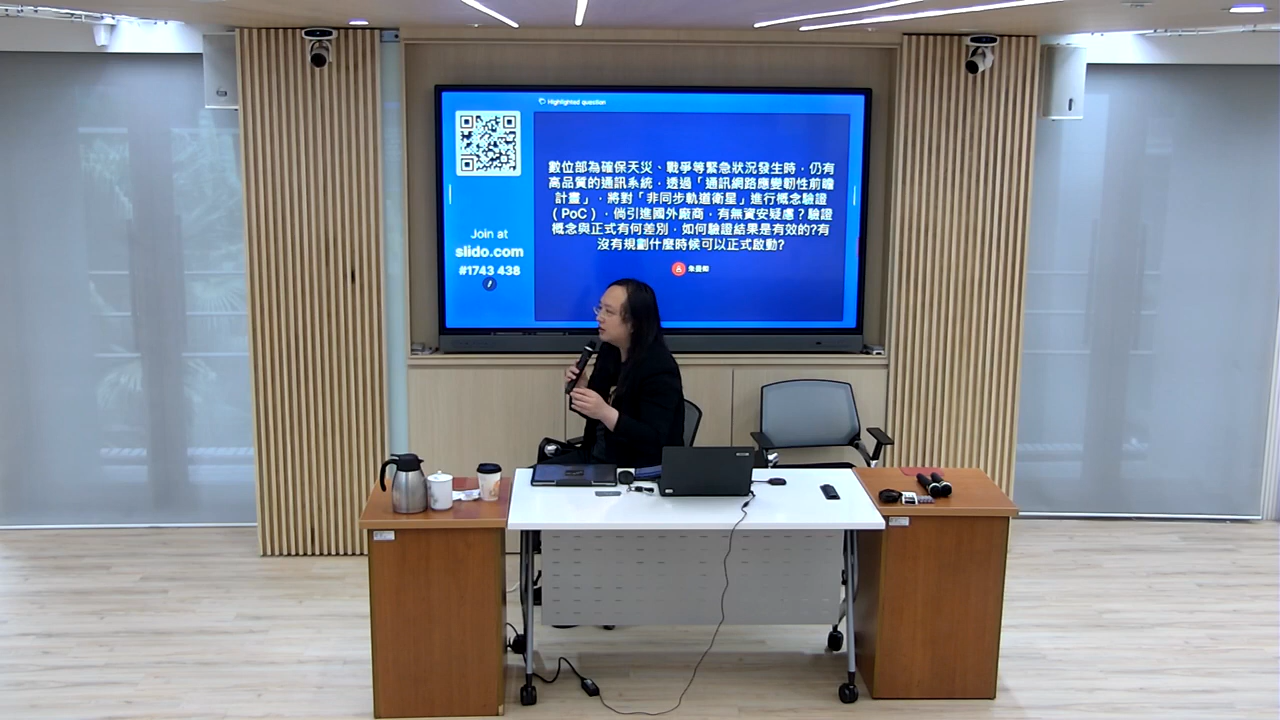 Highlighted question
數位部為確保天災、戰爭等緊急狀況發生時，仍有
高品質的通訊系統，透過「通訊網路應變韌性前瞻
計畫」，將對「非同步軌道衛星」進行概念驗證
（PoC），倘引進國外廠商，有無資安疑慮？驗證
概念與正式有何差別，如何驗證結果是有效的?有
沒有規劃什麼時候可以正式啟動?
Join at
slido.com
#1743 438